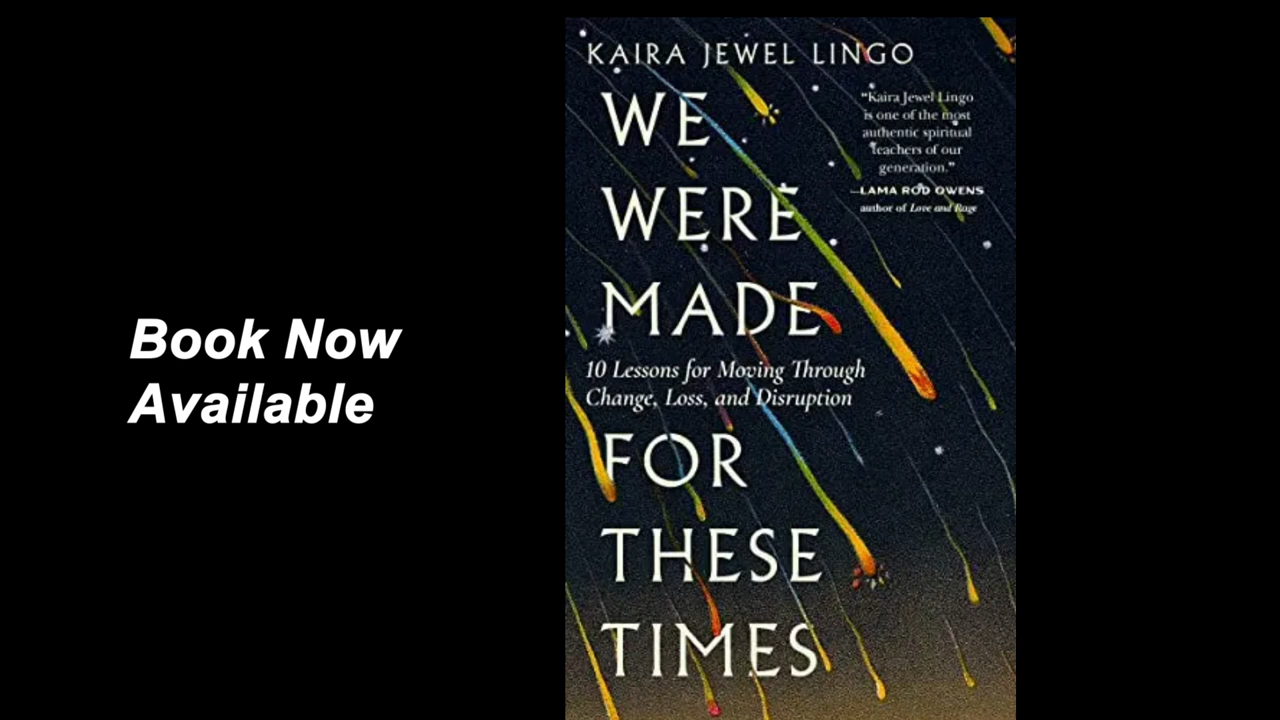 Book Now
Available
KAIRA JEWEL LINGO
WE
WERE
MADE
10 Lessons for Moving Through
Change, Loss, and Disruption
FOR
THESE
TIMES
“Kaira Jewel Lingo
is one of the most
authentic spiritual
teachers of our
generation.”
—LAMA ROD OWENS
author of Love and Rage